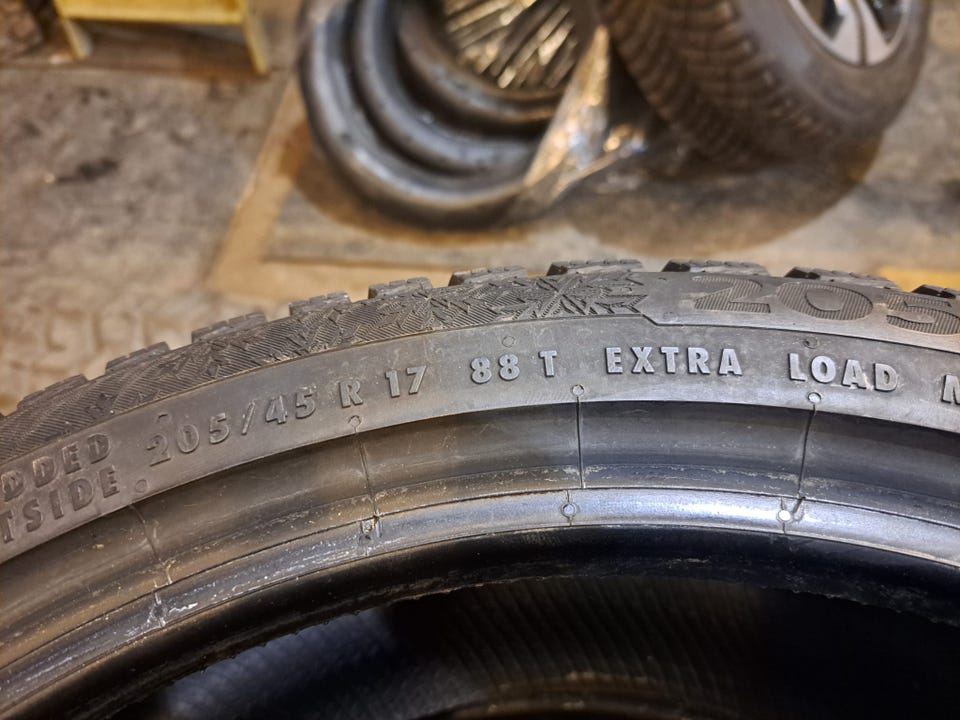 205
205/45 R 17 88 T EXTRA LOAD M
DDED
TSIDE